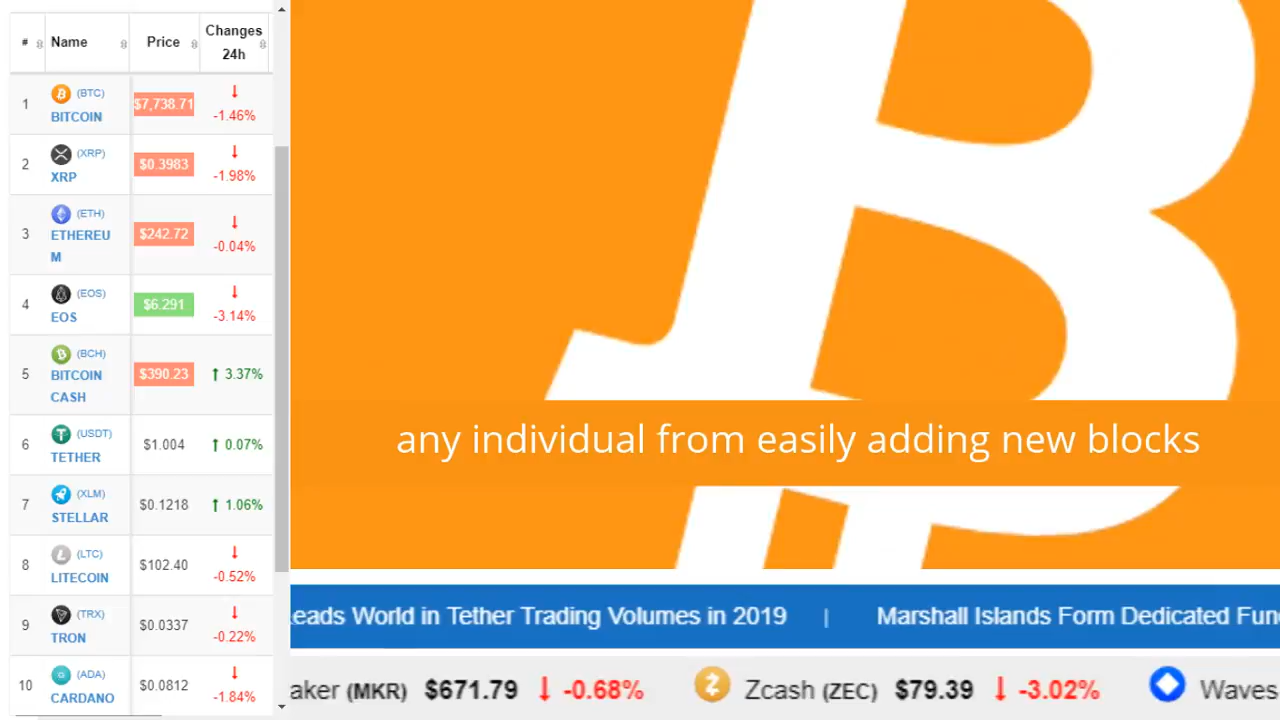 # Name Price Changes 24h
1 (BTC) BITCOIN $7,738.71 -1.46%
2 (XRP) XRP $0.3983 -1.98%
3 (ETH) ETHEREUM $242.72 -0.04%
4 (EOS) EOS $6.291 -3.14%
5 (BCH) BITCOIN CASH $390.23 3.37%
6 (USDT) TETHER $1.004 0.07%
7 (XLM) STELLAR $0.1218 1.06%
8 (LTC) LITECOIN $102.40 -0.52%
9 (TRX) TRON $0.0337 -0.22%
10 (ADA) CARDANO $0.0812 -1.84%
any individual from easily adding new blocks
eads World in Tether Trading Volumes in 2019 | Marshall Islands Form Dedicated Fun
aker (MKR) $671.79 -0.68% Zcash (ZEC) $79.39 -3.02% Waves